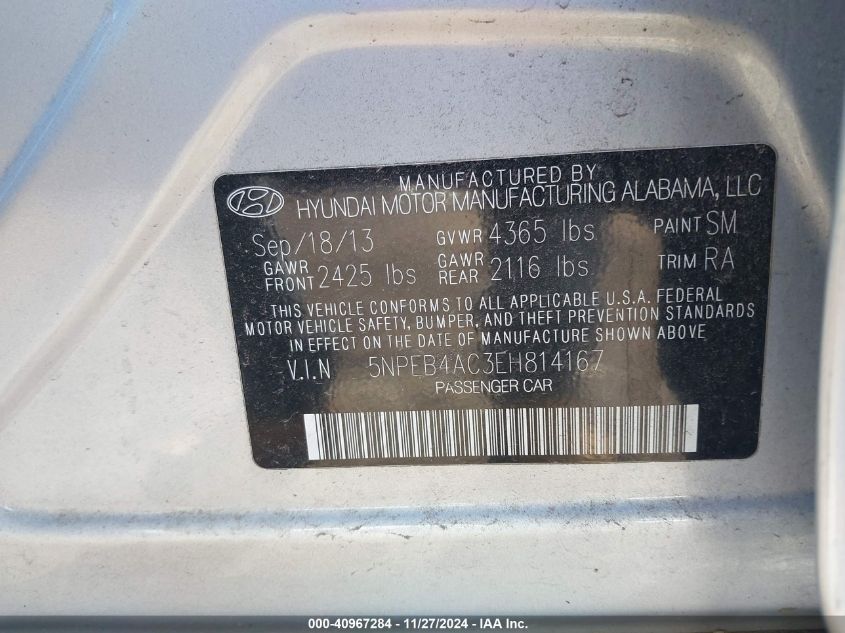 MANUFACTURED BY
HYUNDAI MOTOR MANUFACTURING ALABAMA, LLC
Sep/18/13 GVWR 4365 lbs PAINT SM
GAWR FRONT 2425 lbs GAWR REAR 2116 lbs TRIM RA
THIS VEHICLE CONFORMS TO ALL APPLICABLE U.S.A. FEDERAL
MOTOR VEHICLE SAFETY, BUMPER, AND THEFT PREVENTION STANDARDS
IN EFFECT ON THE DATE OF MANUFACTURE SHOWN ABOVE
V.I.N 5NPEB4AC3EH814167
PASSENGER CAR
000-40967284 - 11/27/2024 - IAA Inc.